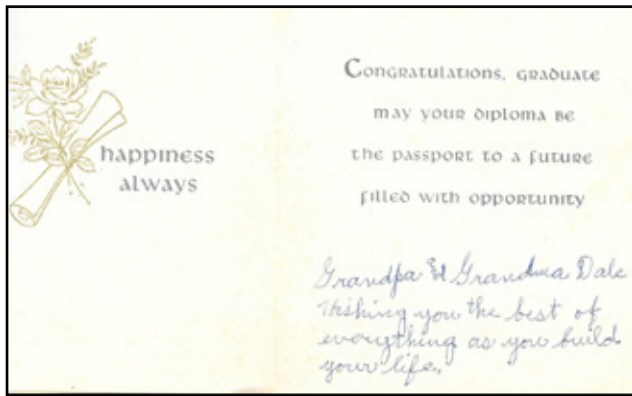 happiness
always
Congratulations, graduate
may your diploma be
the passport to a future
filled with opportunity
Grandpa & Grandma Dale
Wishing you the best of
everything as you build
your life.